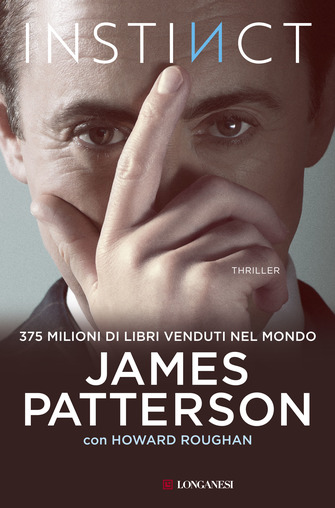 INSTINCT
THRILLER
375 MILIONI DI LIBRI VENDUTI NEL MONDO
JAMES
PATTERSON
con HOWARD ROUGHAN
LONGANESI